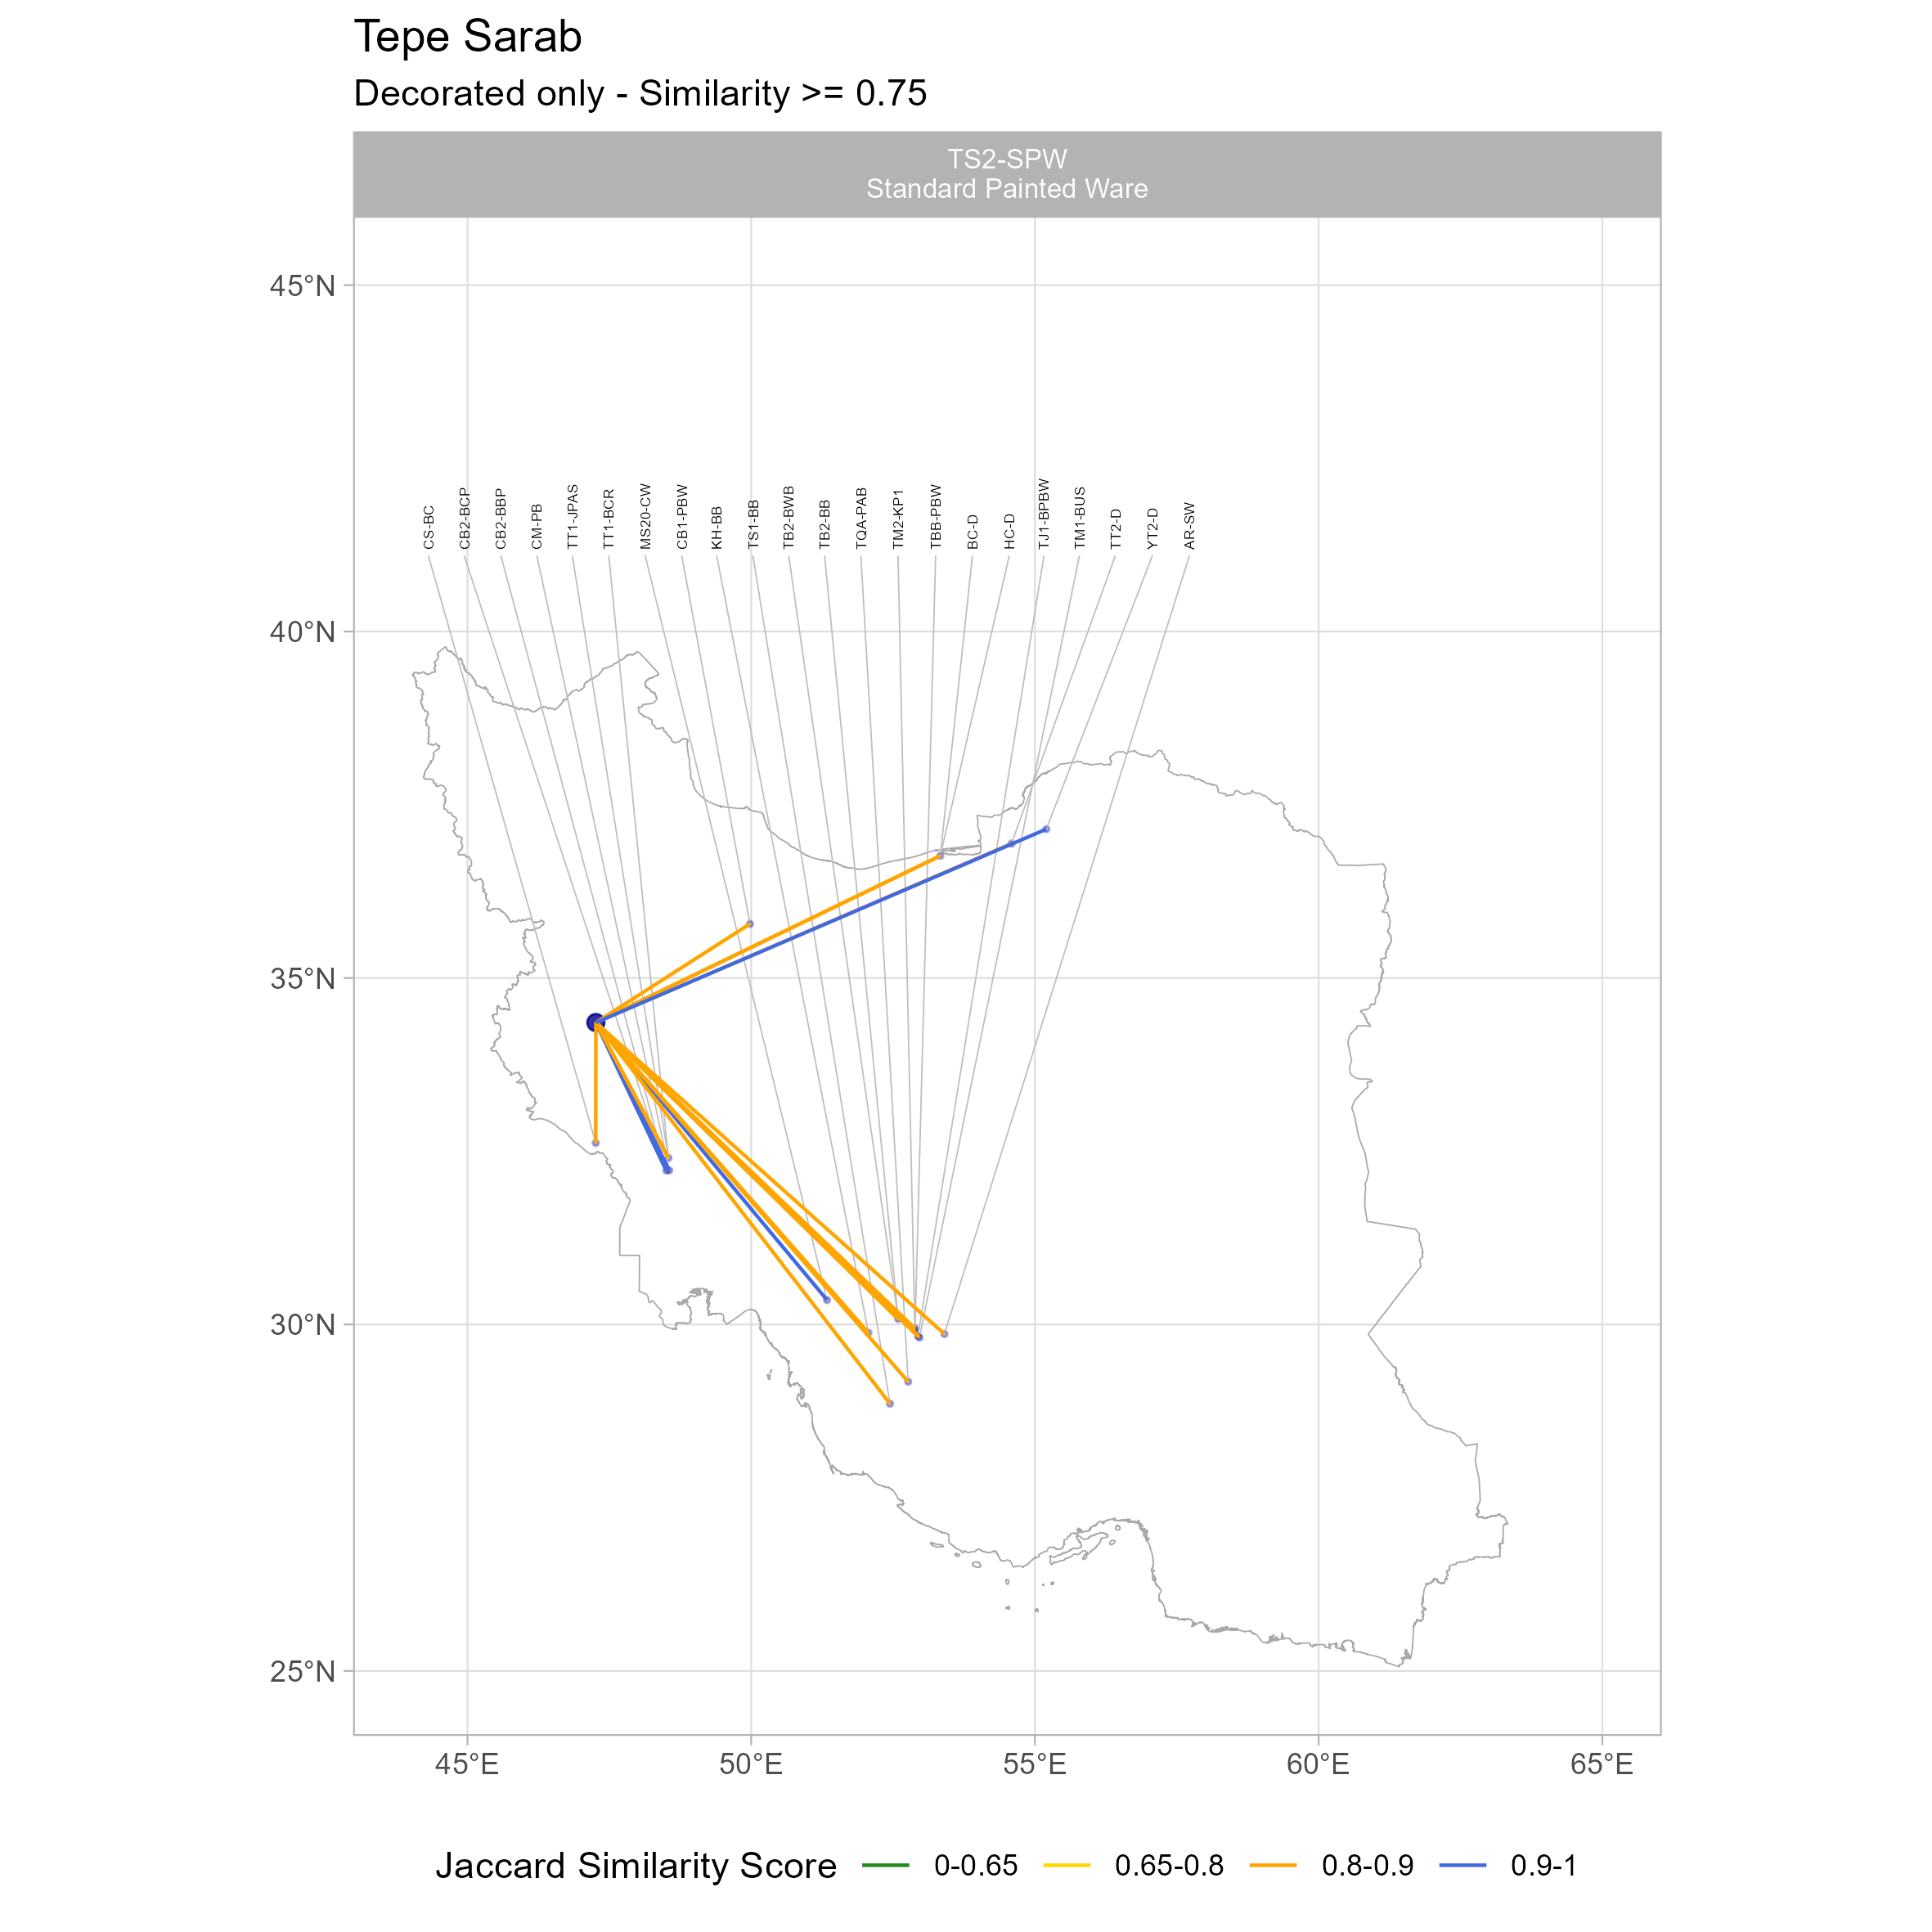 Tepe Sarab
Decorated only - Similarity >= 0.75
TS2-SPW
Standard Painted Ware
45°N
40°N
35°N
30°N
25°N
CS-BC
CB2-BCP
CB2-BBP
CM-PB
TT1-JPAS
TT1-BCR
MS20-CW
CB1-PBW
KH-BB
TS1-BB
TB2-BWB
TB2-BB
TQA-PAB
TM2-KP1
TBB-PBW
BC-D
HC-D
TJ1-BPBW
TM1-BUS
TT2-D
YT2-D
AR-SW
45°E 50°E 55°E 60°E 65°E
Jaccard Similarity Score 0-0.65 0.65-0.8 0.8-0.9 0.9-1